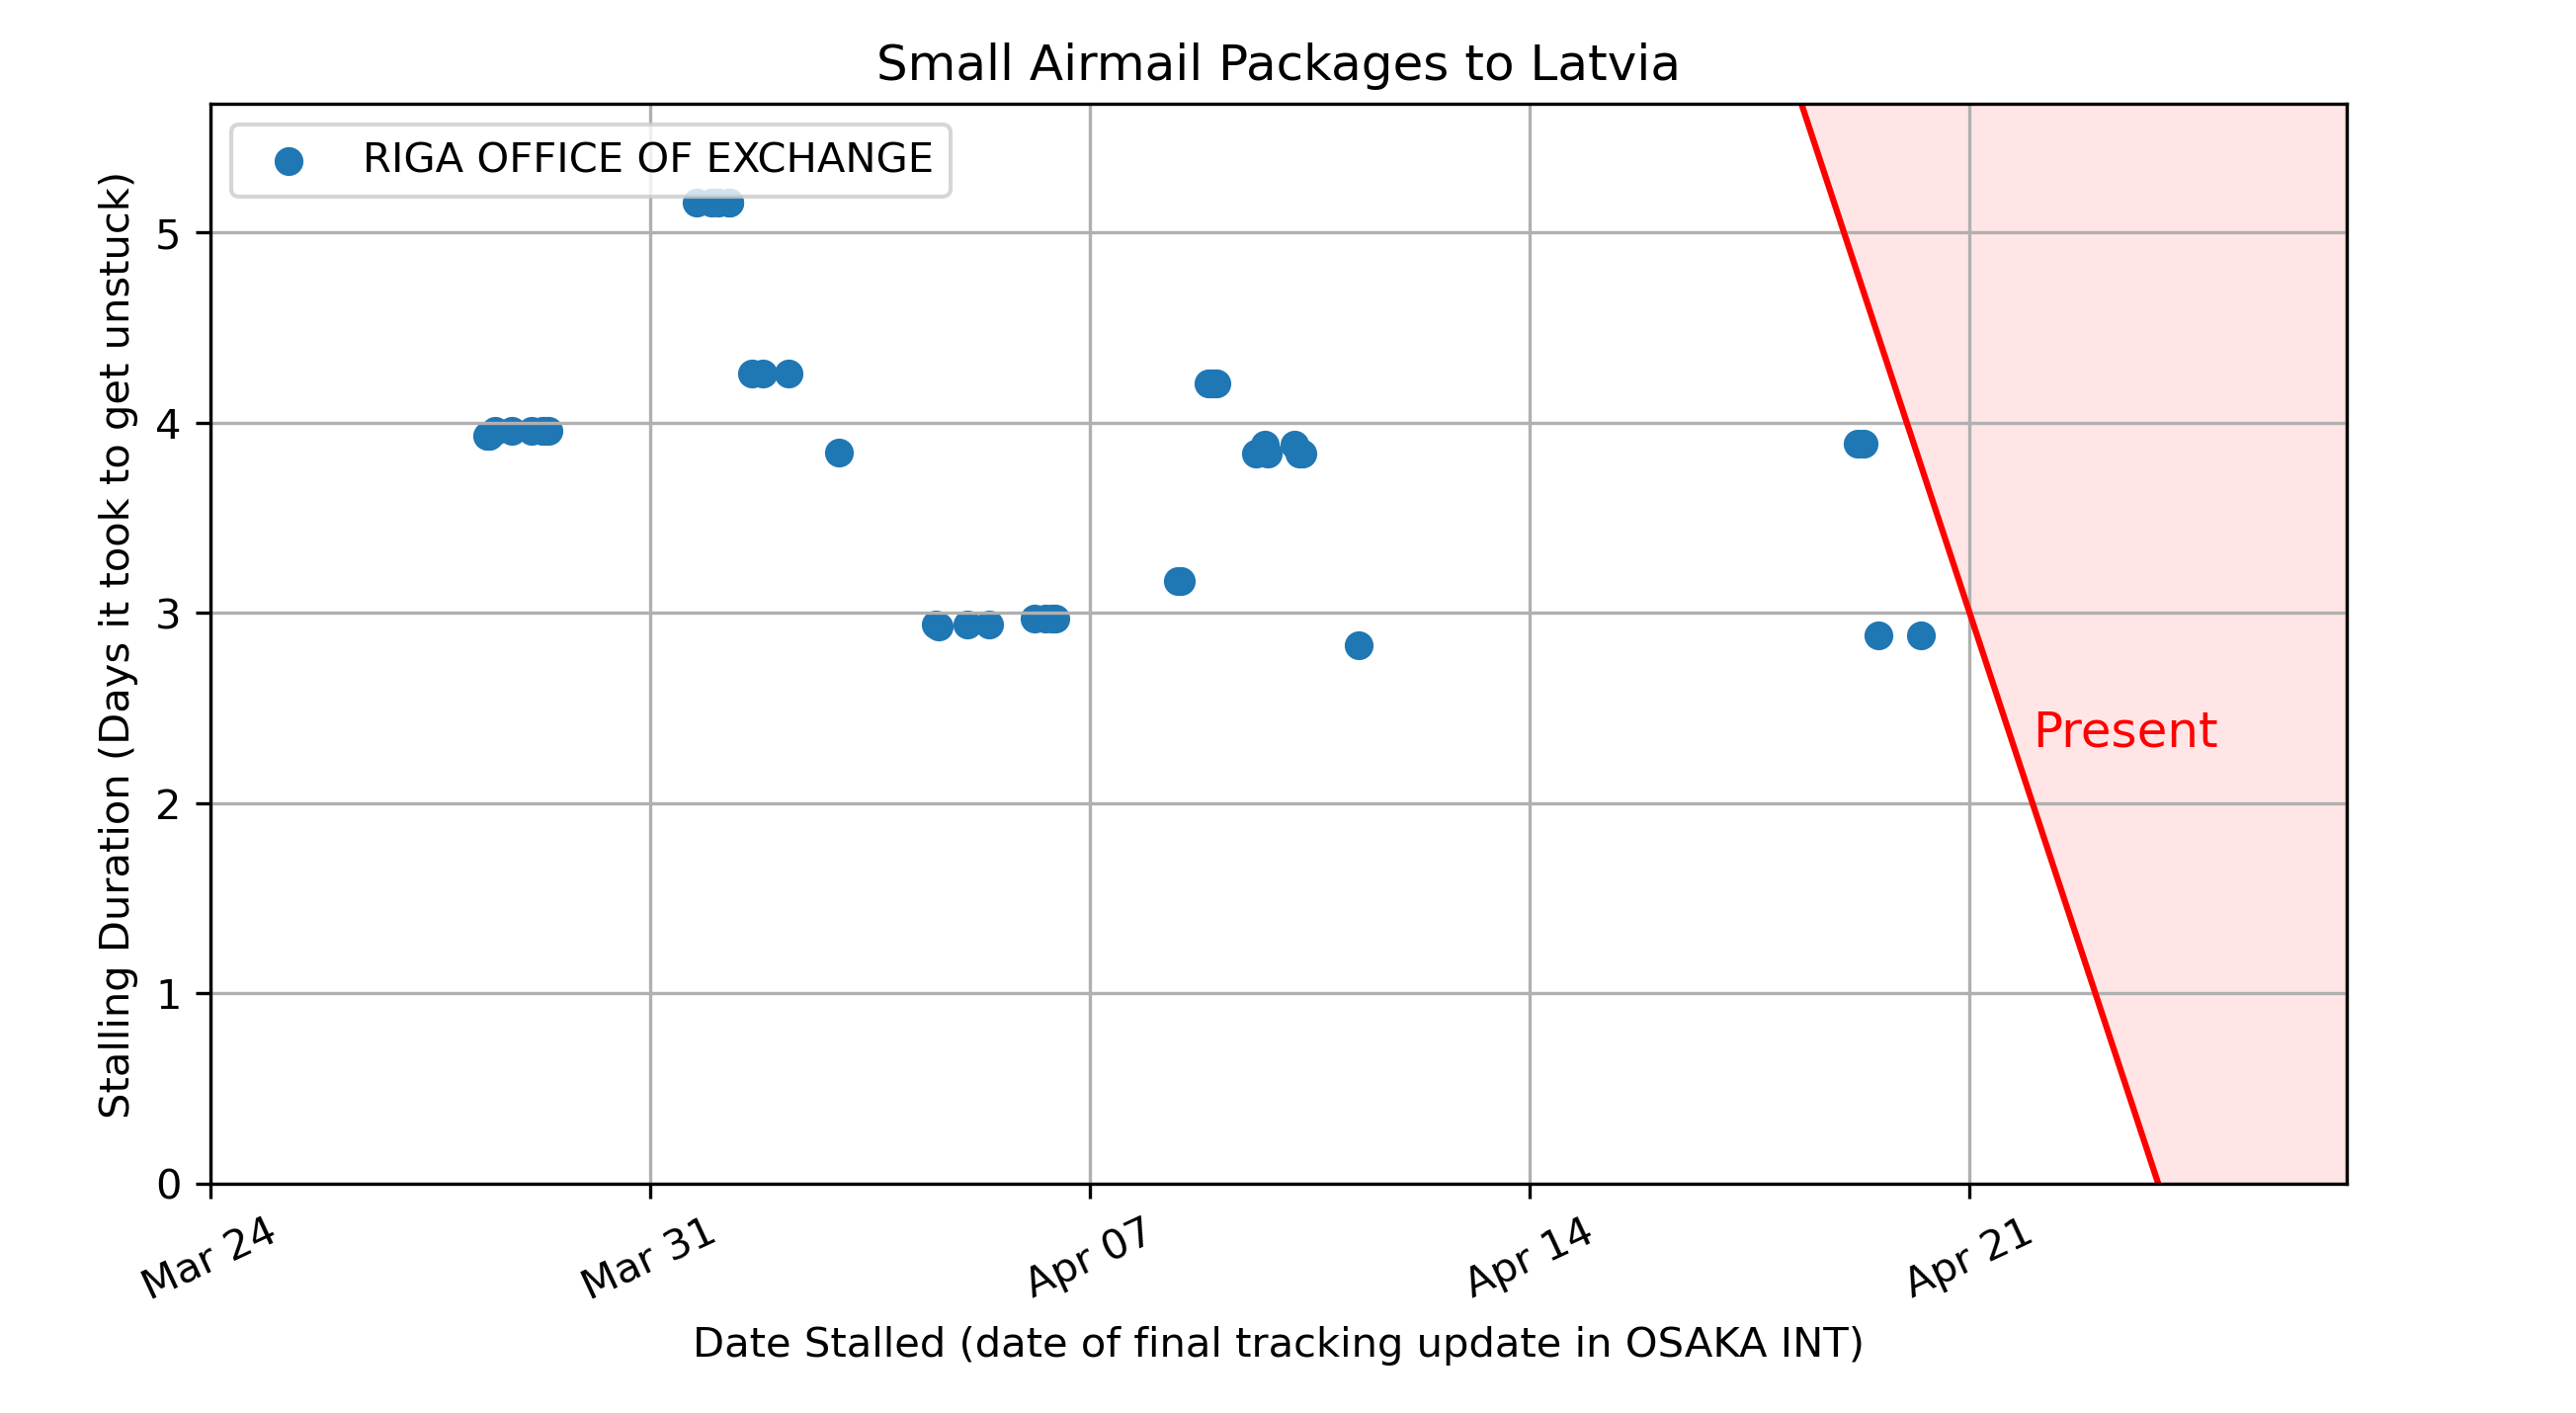 Small Airmail Packages to Latvia
RIGA OFFICE OF EXCHANGE
Stalling Duration (Days it took to get unstuck)
5
4
3
2
1
0
Present
Mar 24
Mar 31
Apr 07
Apr 14
Apr 21
Date Stalled (date of final tracking update in OSAKA INT)